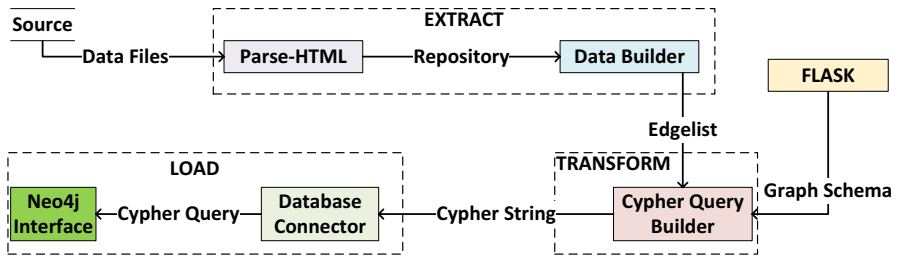 EXTRACT
Source
Data Files
Parse-HTML
Repository
Data Builder
FLASK
Edgelist
LOAD
TRANSFORM
Neo4j
Interface
Cypher Query
Database
Connector
Cypher String
Cypher Query
Builder
Graph Schema